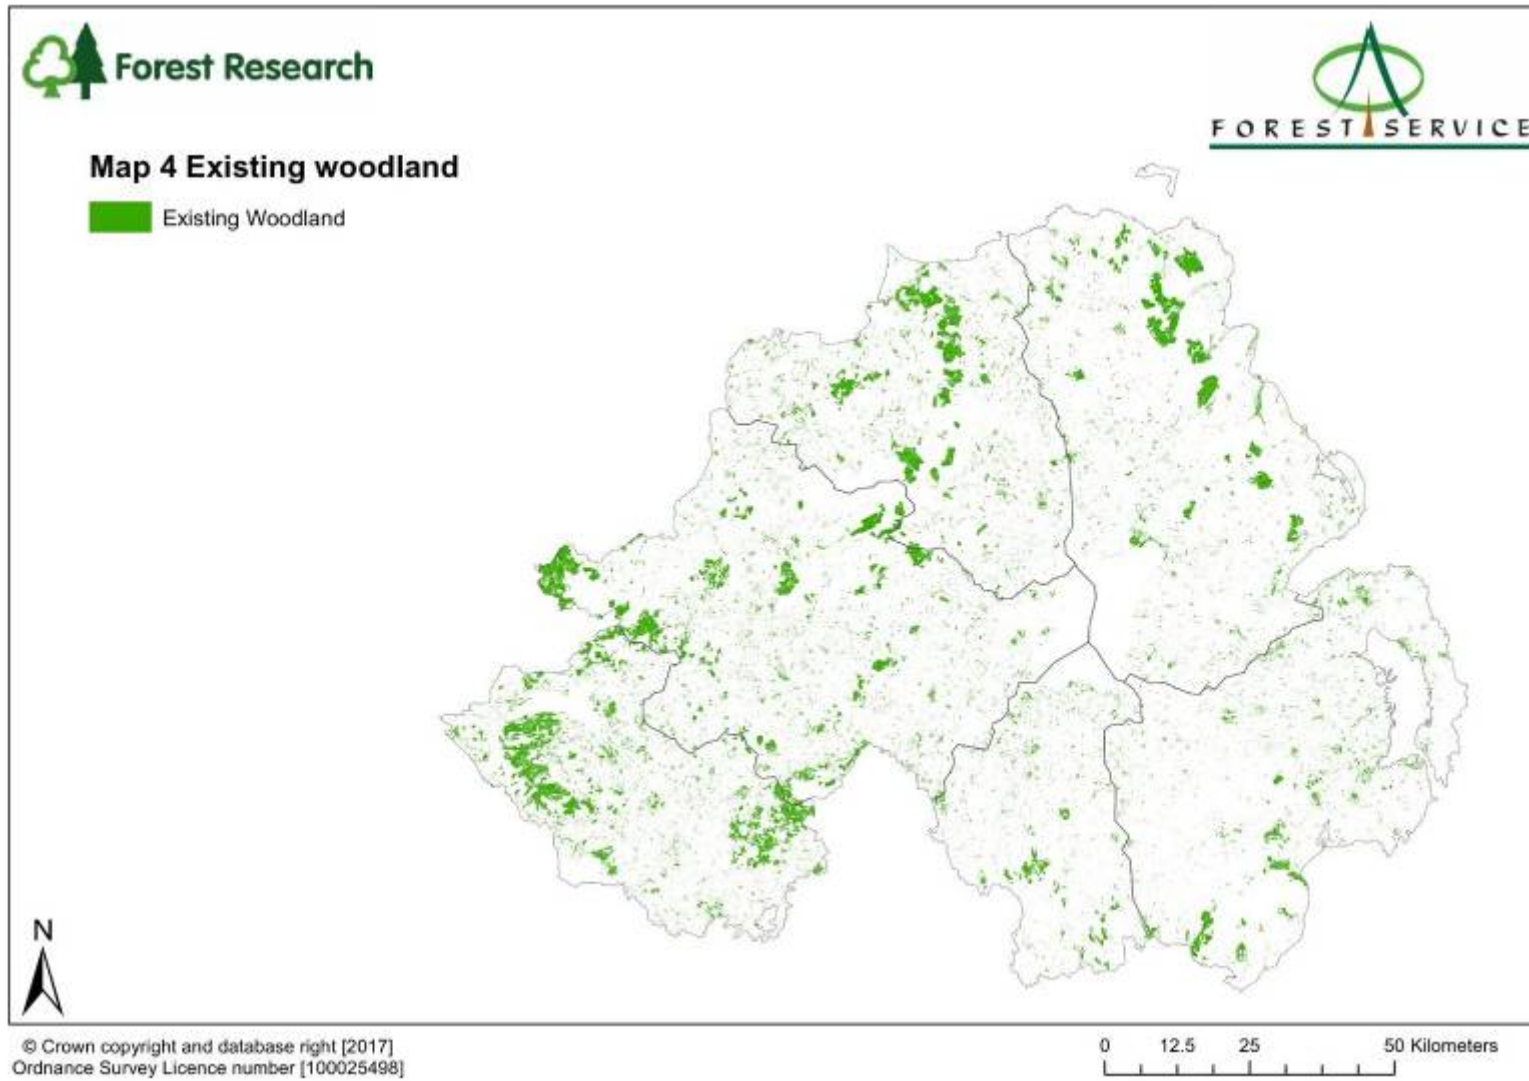 Forest Research
FOREST SERVICE
Map 4 Existing woodland
Existing Woodland
N
© Crown copyright and database right [2017]
Ordnance Survey Licence number [100025498]
0 12.5 25 50 Kilometers